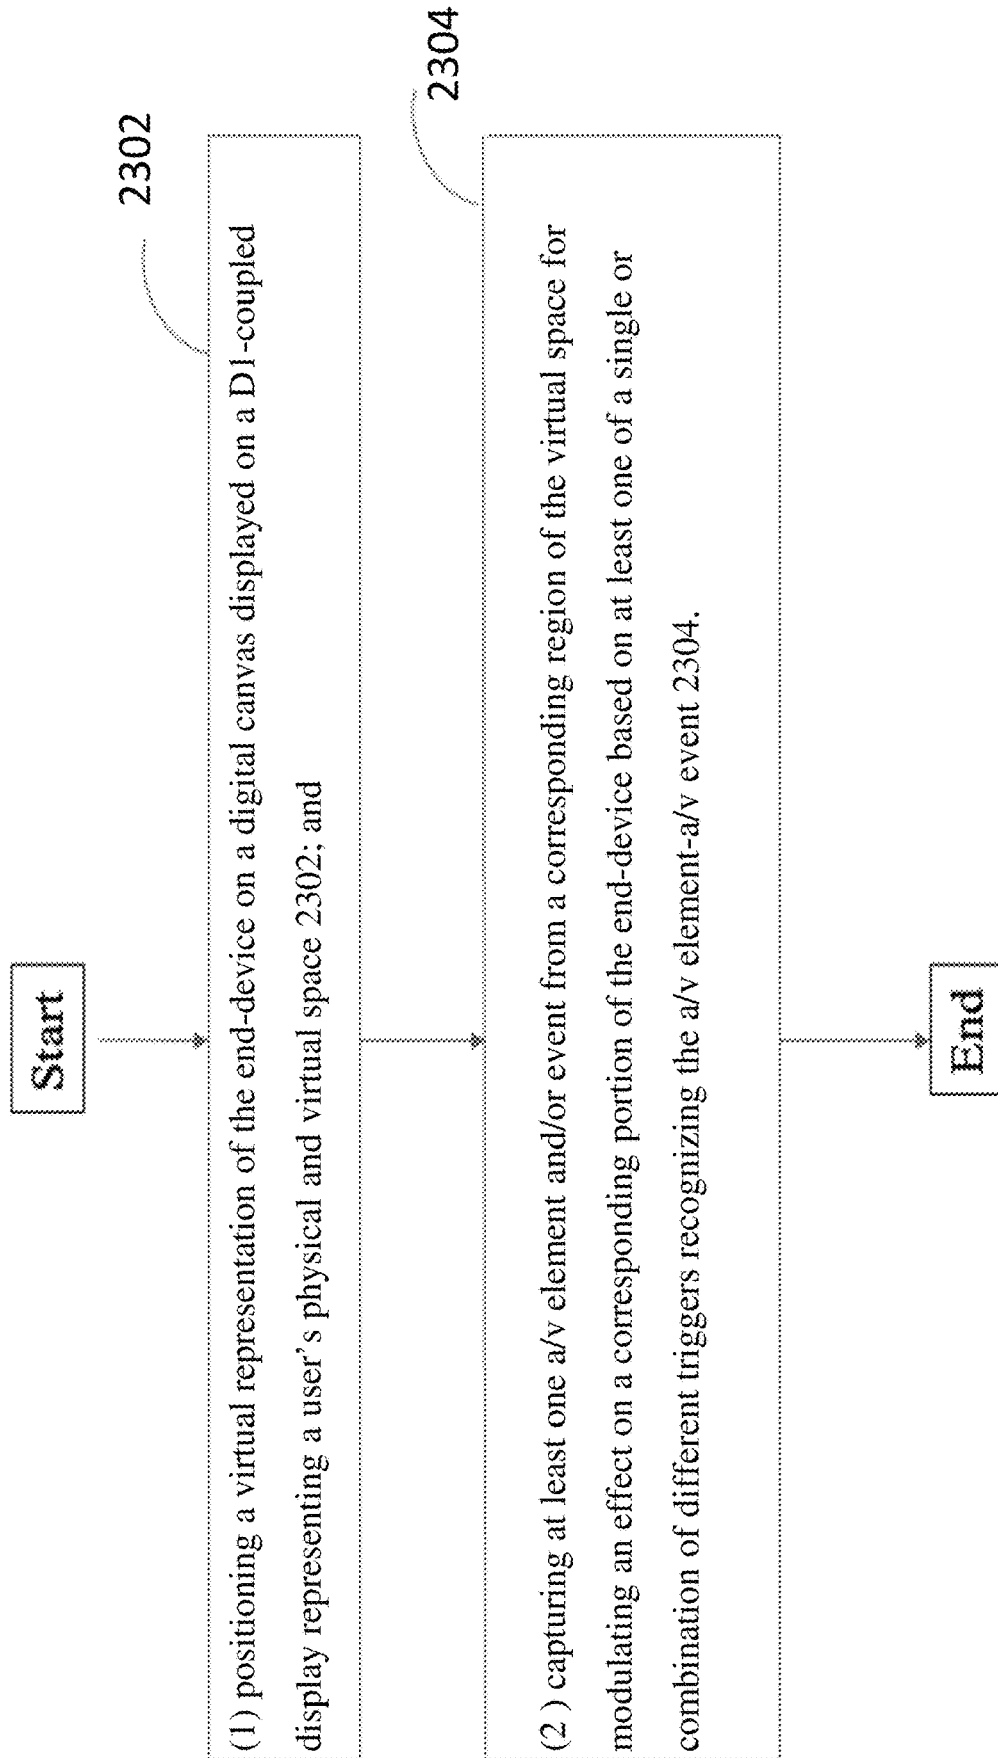 Start
2302
(1) positioning a virtual representation of the end-device on a digital canvas displayed on a D1-coupled
display representing a user's physical and virtual space 2302; and
2304
(2 ) capturing at least one a/v element and/or event from a corresponding region of the virtual space for
modulating an effect on a corresponding portion of the end-device based on at least one of a single or
combination of different triggers recognizing the a/v element-a/v event 2304.
End